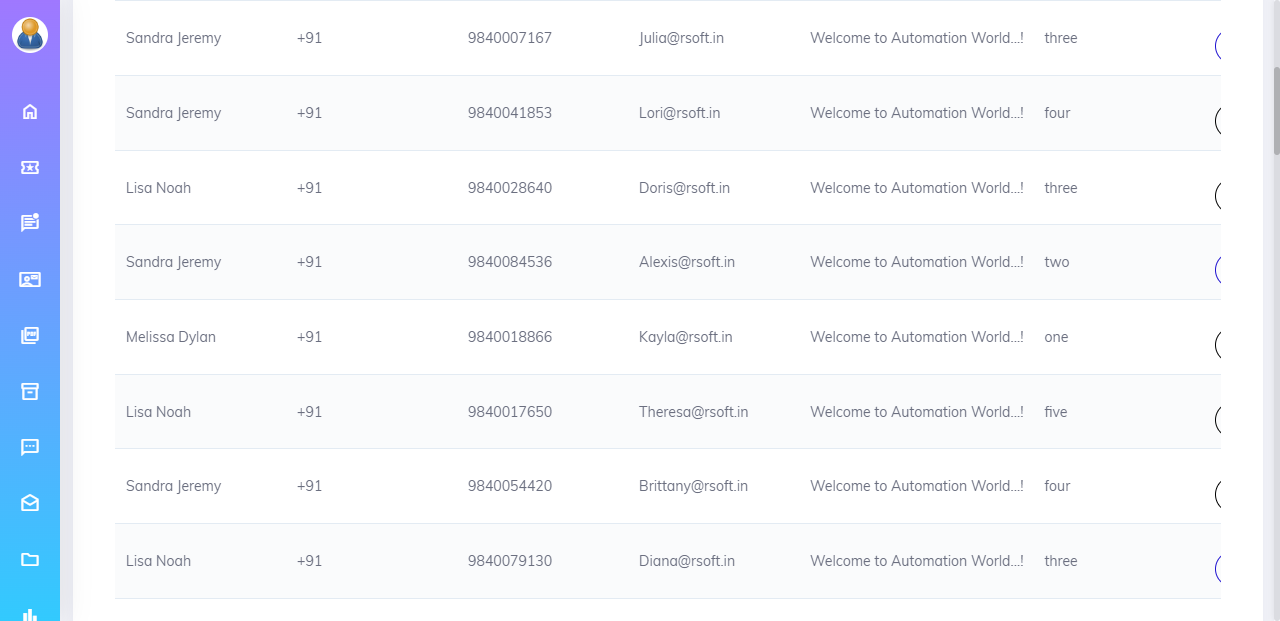 Sandra Jeremy +91 9840007167 Julia@rsoft.in Welcome to Automation World...! three
Sandra Jeremy +91 9840041853 Lori@rsoft.in Welcome to Automation World...! four
Lisa Noah +91 9840028640 Doris@rsoft.in Welcome to Automation World...! three
Sandra Jeremy +91 9840084536 Alexis@rsoft.in Welcome to Automation World...! two
Melissa Dylan +91 9840018866 Kayla@rsoft.in Welcome to Automation World...! one
Lisa Noah +91 9840017650 Theresa@rsoft.in Welcome to Automation World...! five
Sandra Jeremy +91 9840054420 Brittany@rsoft.in Welcome to Automation World...! four
Lisa Noah +91 9840079130 Diana@rsoft.in Welcome to Automation World...! three